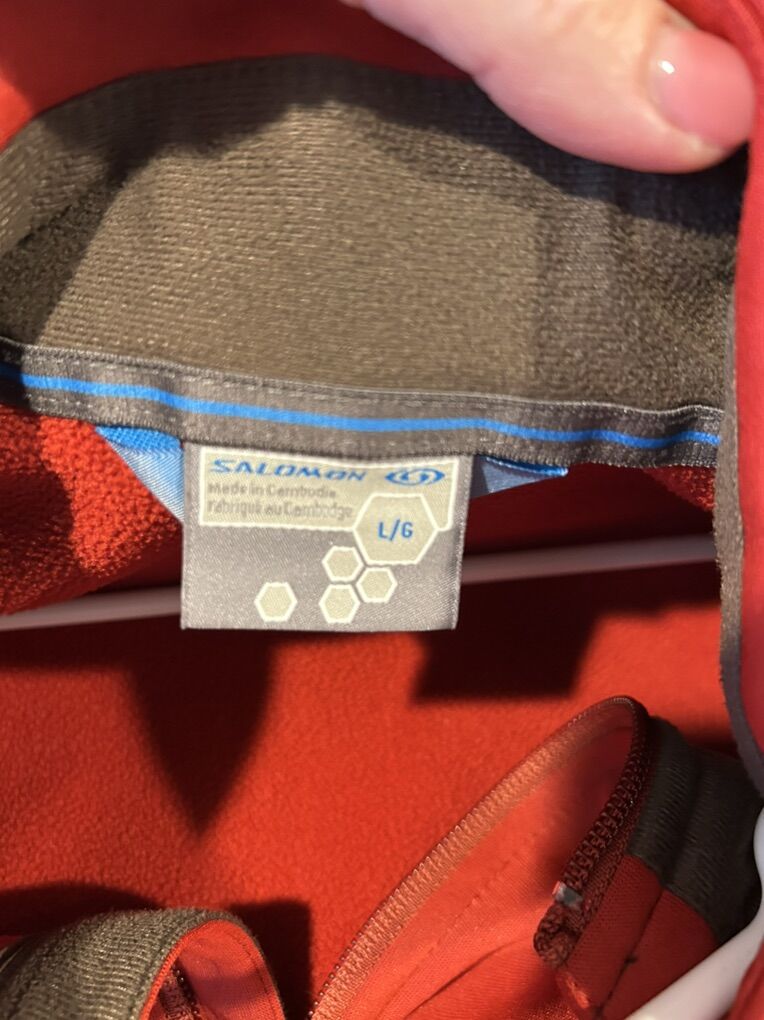 SALOMON
Made in Cambodia
Fabriqué au Cambodge
L/G